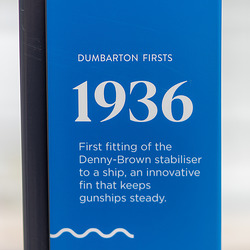 DUMBARTON FIRSTS
1936
First fitting of the
Denny-Brown stabiliser
to a ship, an innovative
fin that keeps
gunships steady.